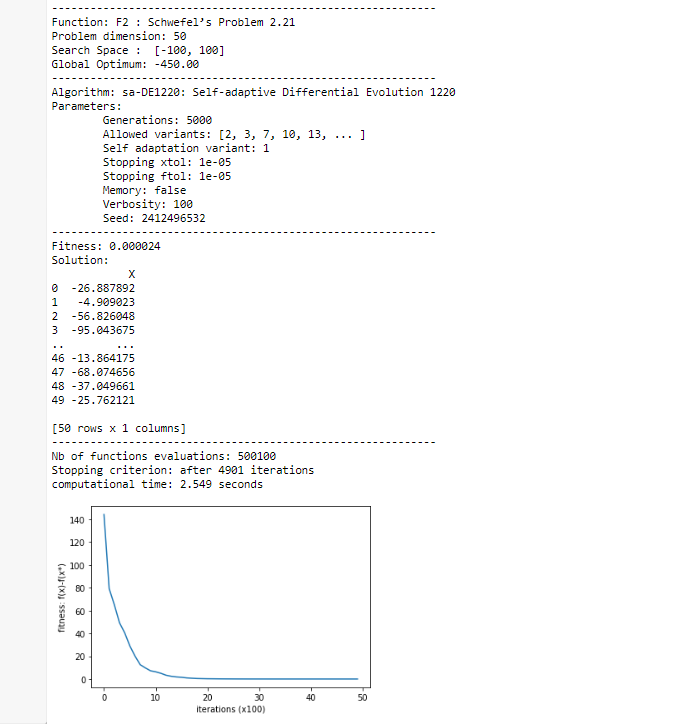 --------------------------------------------------------
Function: F2 : Schwefel’s Problem 2.21
Problem dimension: 50
Search Space :  [-100, 100]
Global Optimum: -450.00
--------------------------------------------------------
Algorithm: sa-DE1220: Self-adaptive Differential Evolution 1220
Parameters:
Generations: 5000
Allowed variants: [2, 3, 7, 10, 13, ... ]
Self adaptation variant: 1
Stopping xtol: 1e-05
Stopping ftol: 1e-05
Memory: false
Verbosity: 100
Seed: 2412496532
--------------------------------------------------------
Fitness: 0.000024
Solution:
X
0 -26.887892
1 -4.909023
2 -56.826048
3 -95.043675
.. ...
46 -13.864175
47 -68.074656
48 -37.049661
49 -25.762121
[50 rows x 1 columns]
--------------------------------------------------------
Nb of functions evaluations: 500100
Stopping criterion: after 4901 iterations
computational time: 2.549 seconds
fitness: f(x)-f(x*)
140
120
100
80
60
40
20
0
0 10 20 30 40 50
iterations (x100)